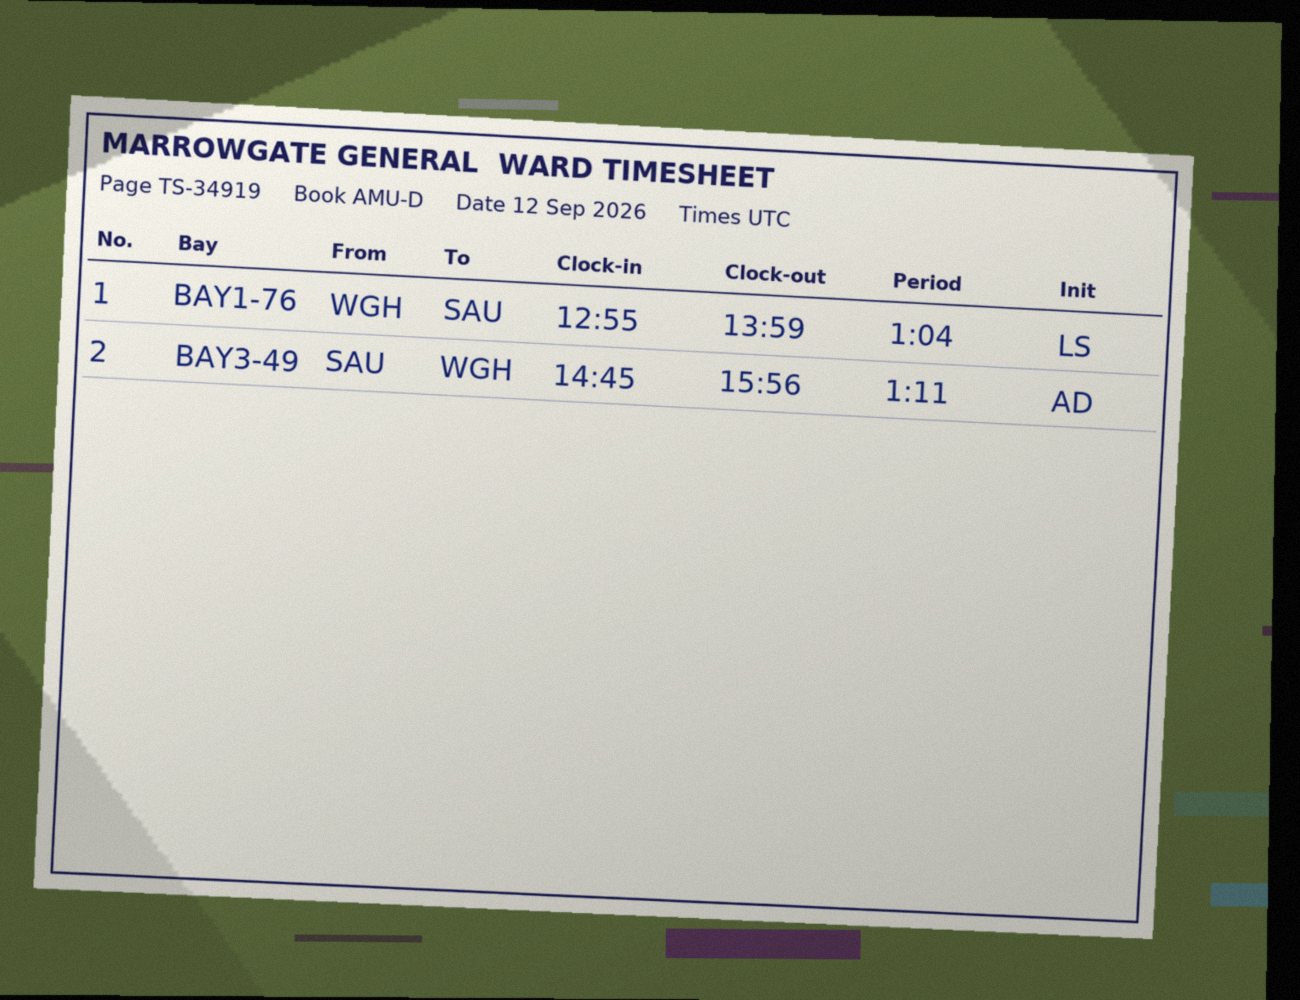 MARROWGATE GENERAL WARD TIMESHEET
Page TS-34919 Book AMU-D Date 12 Sep 2026 Times UTC
No. Bay From To Clock-in Clock-out Period Init
1 BAY1-76 WGH SAU 12:55 13:59 1:04 LS
2 BAY3-49 SAU WGH 14:45 15:56 1:11 AD